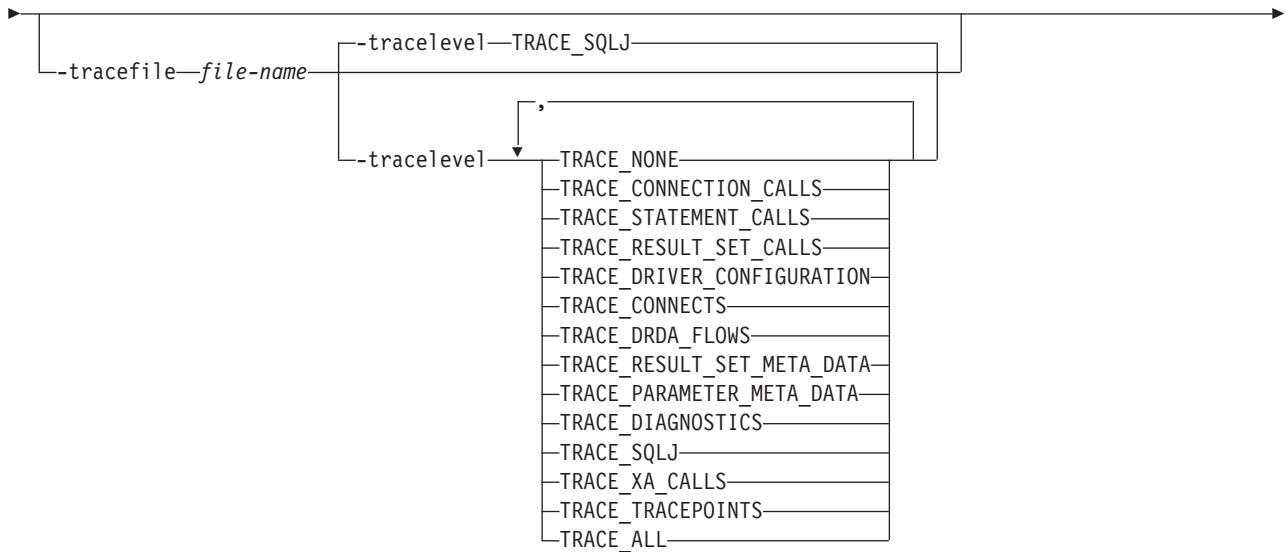 -tracelevel TRACE_SQLJ
-tracefile file-name
,
-tracelevel TRACE_NONE
TRACE_CONNECTION_CALLS
TRACE_STATEMENT_CALLS
TRACE_RESULT_SET_CALLS
TRACE_DRIVER_CONFIGURATION
TRACE_CONNECTS
TRACE_DRDA_FLOWS
TRACE_RESULT_SET_META_DATA
TRACE_PARAMETER_META_DATA
TRACE_DIAGNOSTICS
TRACE_SQLJ
TRACE_XA_CALLS
TRACE_TRACEPOINTS
TRACE_ALL